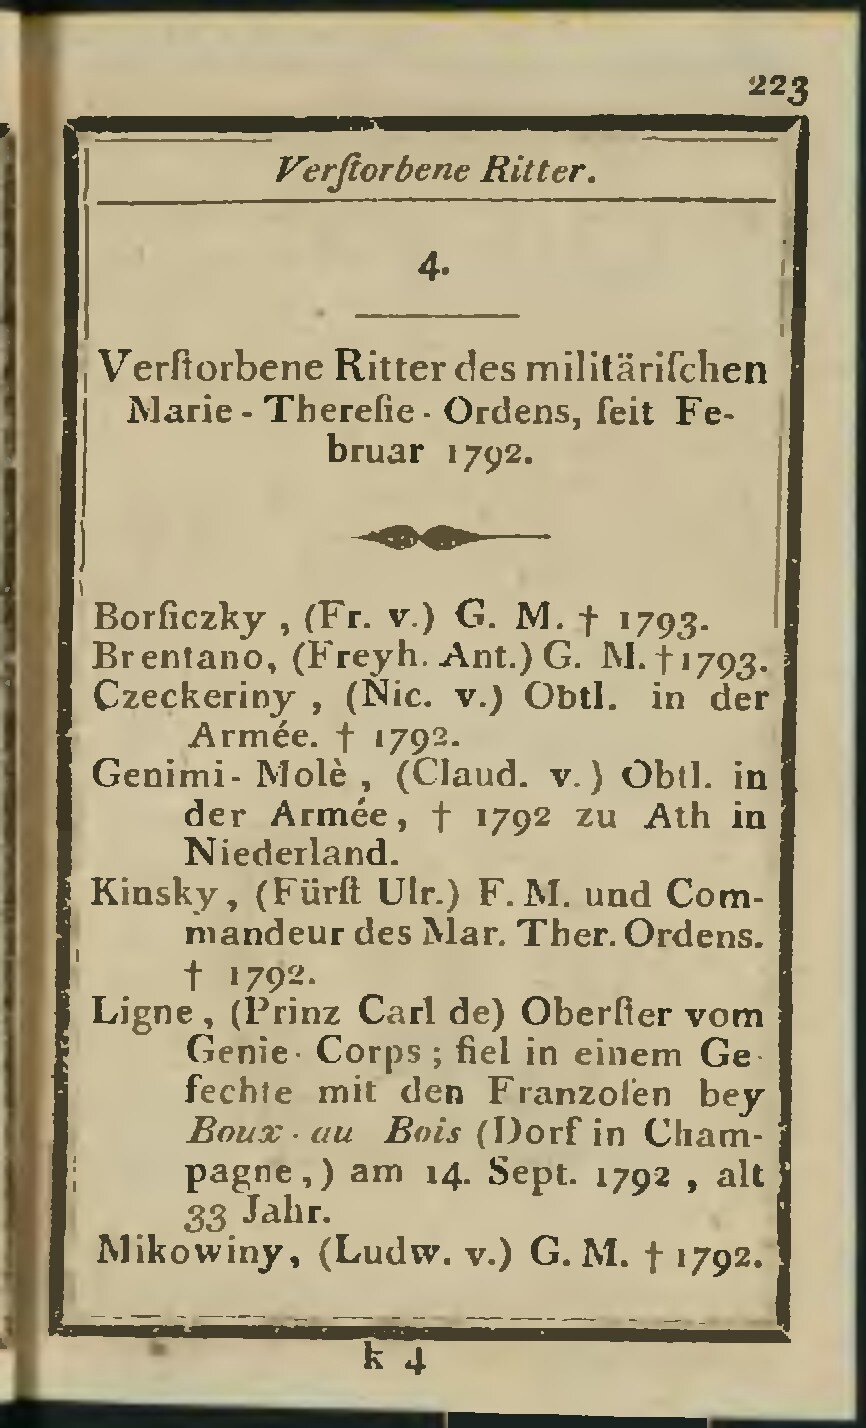 223
Verſtorbene Ritter.
4.
Verſtorbene Ritter des militäriſchen
Marie - Thereſie - Ordens, ſeit Fe-
bruar 1792.
Borſiczky , (Fr. v.) G. M. † 1793.
Brentano, (Freyh. Ant.) G. M. † 1793.
Czeckeriny , (Nic. v.) Obtl. in der
Armée. † 1792.
Genimi- Molè , (Claud. v.) Obtl. in
der Armée, † 1792 zu Ath in
Niederland.
Kinsky, (Fürſt Ulr.) F. M. und Com-
mandeur des Mar. Ther. Ordens.
† 1792.
Ligne, (Prinz Carl de) Oberſter vom
Genie- Corps ; fiel in einem Ge-
fechte mit den Franzoſen bey
Boux - au Bois (Dorf in Cham-
pagne,) am 14. Sept. 1792 , alt
33 Jahr.
Mikowiny, (Ludw. v.) G. M. † 1792.
k 4